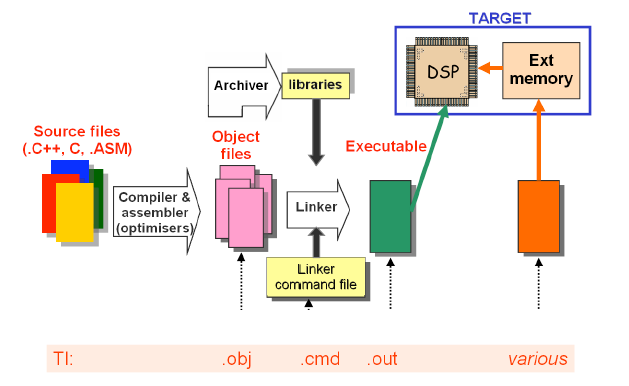 TARGET
DSP
Ext
memory
Archiver
libraries
Source files
(.C++, C, .ASM)
Object
files
Executable
Compiler &
assembler
(optimisers)
Linker
Linker
command file
TI: .obj .cmd .out various